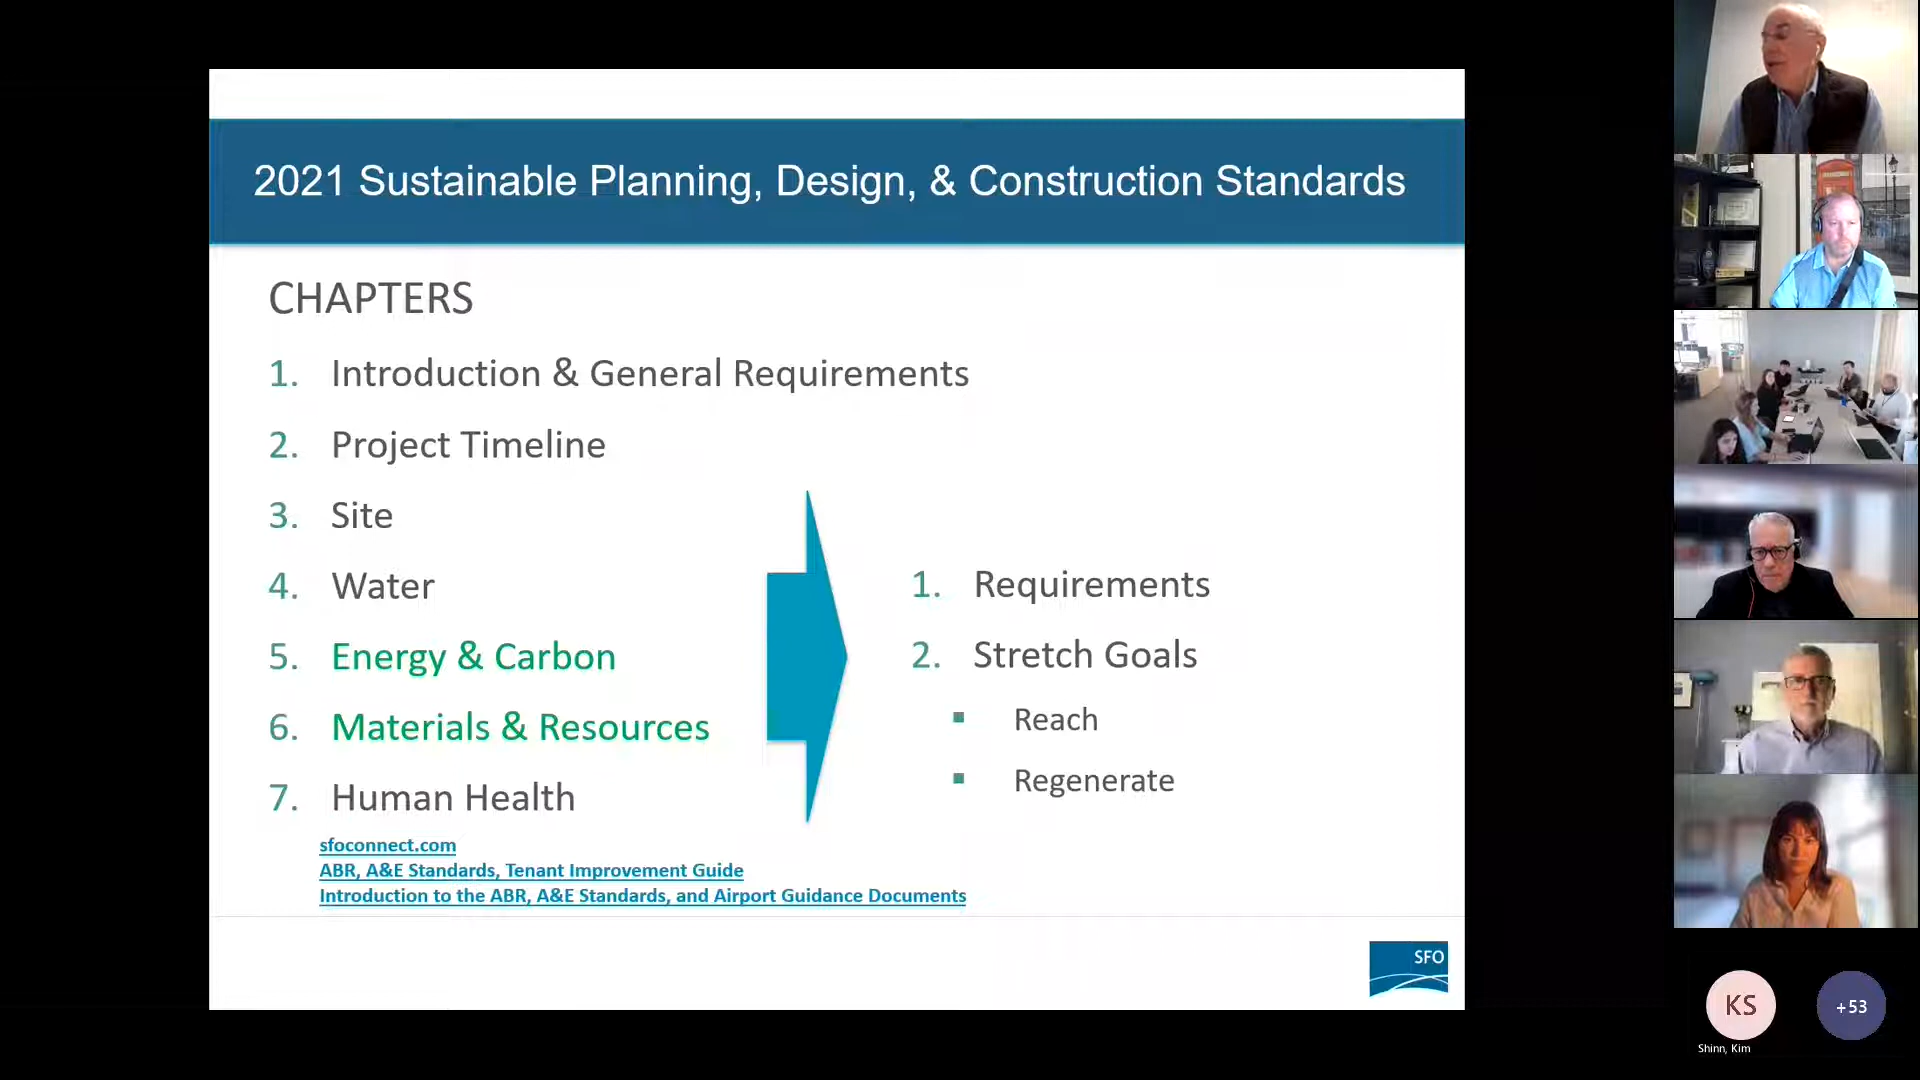 2021 Sustainable Planning, Design, & Construction Standards
CHAPTERS
1. Introduction & General Requirements
2. Project Timeline
3. Site
4. Water
5. Energy & Carbon
6. Materials & Resources
7. Human Health
sfoconnect.com
ABR, A&E Standards, Tenant Improvement Guide
Introduction to the ABR, A&E Standards, and Airport Guidance Documents
1. Requirements
2. Stretch Goals
Reach
Regenerate
SFO
KS
Shinn, Kim
+53